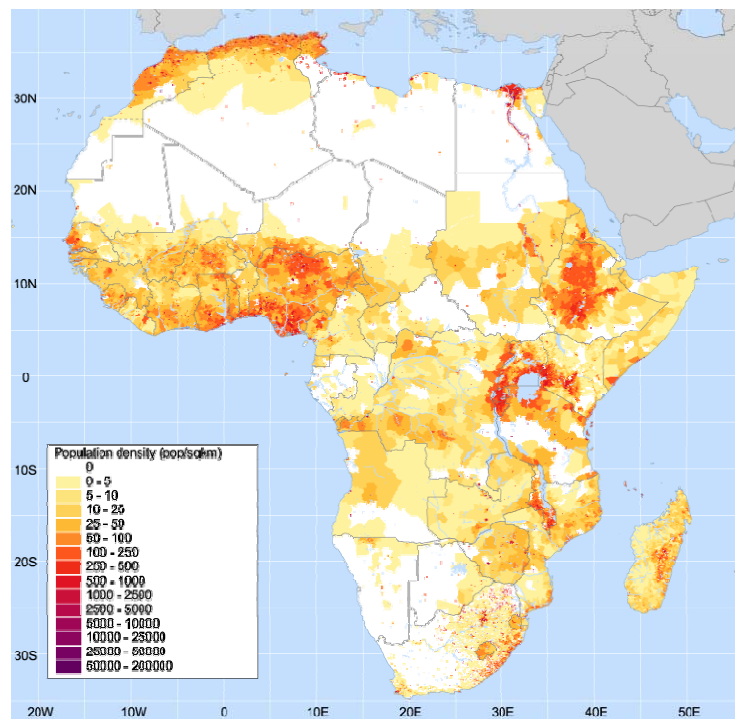 30N
20N
10N
0
10S
20S
30S
Population density (pop/sqkm)
0
0 - 5
5 - 10
10 - 25
25 - 50
50 - 100
100 - 250
250 - 500
500 - 1000
1000 - 2500
2500 - 5000
5000 - 10000
10000 - 25000
25000 - 50000
50000 - 200000
20W 10W 0 10E 20E 30E 40E 50E